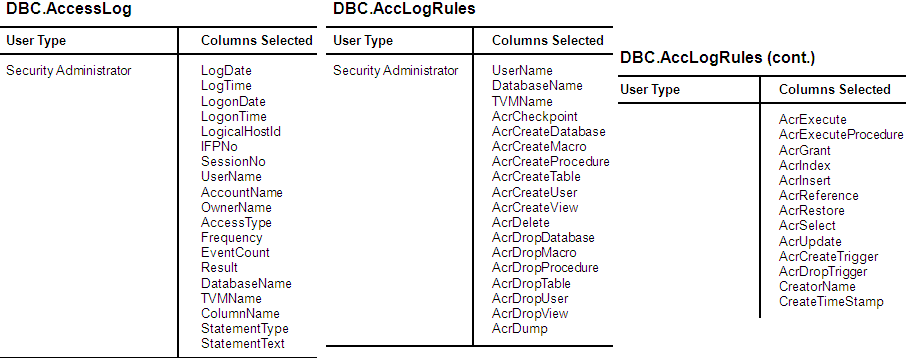 DBC.AccessLog
User Type Columns Selected
Security Administrator LogDate
LogTime
LogonDate
LogonTime
LogicalHostId
IFPNo
SessionNo
UserName
AccountName
OwnerName
AccessType
Frequency
EventCount
Result
DatabaseName
TVMName
ColumnName
StatementType
StatementText
DBC.AccLogRules
User Type Columns Selected
Security Administrator UserName
DatabaseName
TVMName
AcrCheckpoint
AcrCreateDatabase
AcrCreateMacro
AcrCreateProcedure
AcrCreateTable
AcrCreateUser
AcrCreateView
AcrDelete
AcrDropDatabase
AcrDropMacro
AcrDropProcedure
AcrDropTable
AcrDropUser
AcrDropView
AcrDump
DBC.AccLogRules (cont.)
User Type Columns Selected
AcrExecute
AcrExecuteProcedure
AcrGrant
AcrIndex
AcrInsert
AcrReference
AcrRestore
AcrSelect
AcrUpdate
AcrCreateTrigger
AcrDropTrigger
CreatorName
CreateTimeStamp